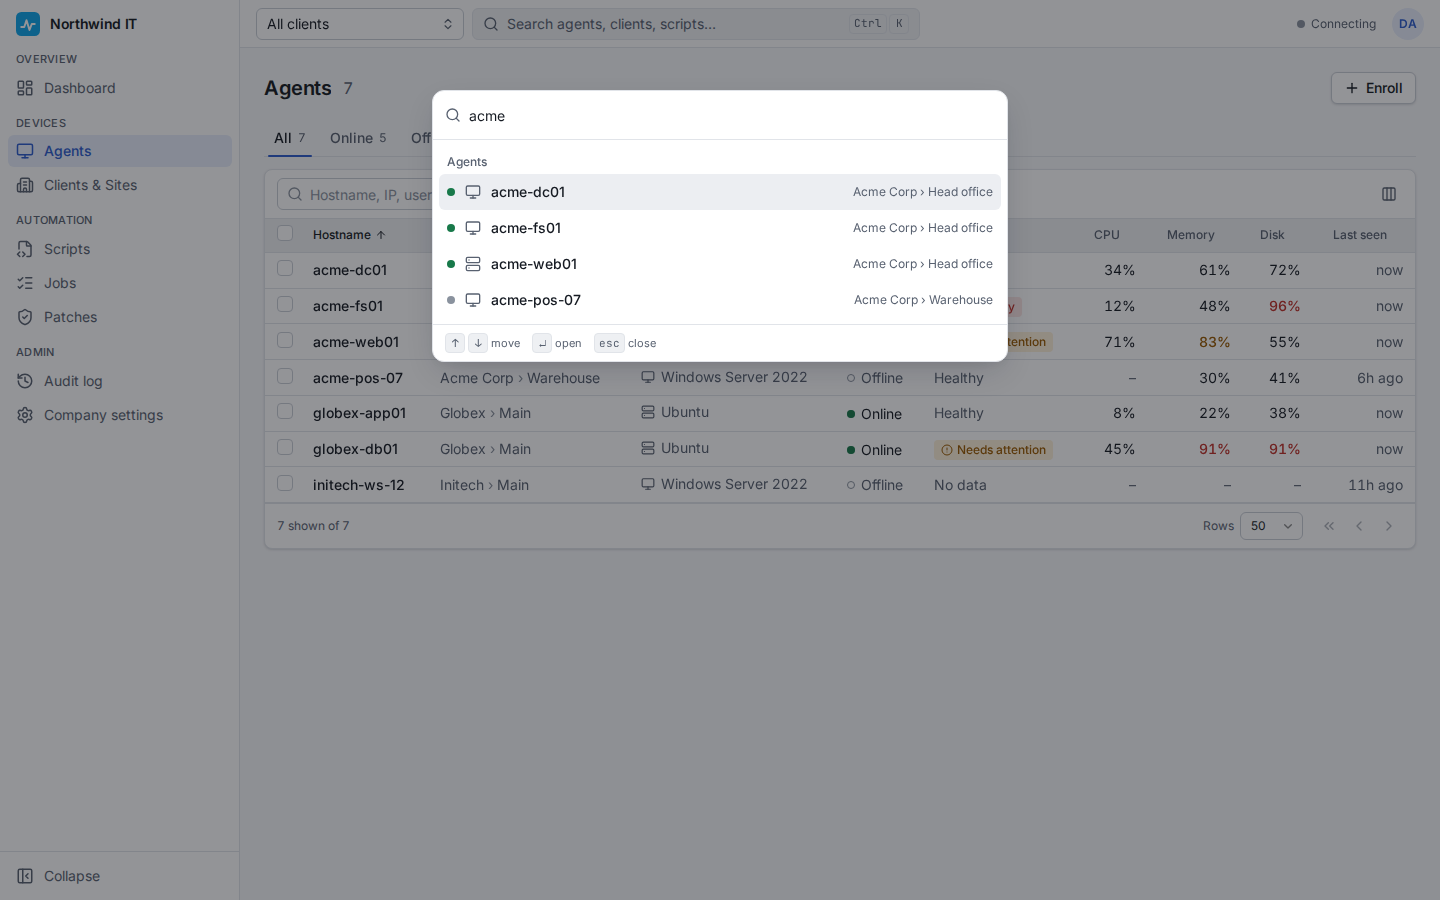 Northwind IT
All clients
Search agents, clients, scripts...
Ctrl K
Connecting
DA
OVERVIEW
Dashboard
DEVICES
Agents
Clients & Sites
AUTOMATION
Scripts
Jobs
Patches
ADMIN
Audit log
Company settings
Collapse
Agents 7
Enroll
All 7
Online 5
Off
Hostname, IP, user
Hostname
CPU
Memory
Disk
Last seen
acme-dc01 34% 61% 72% now
acme-fs01 y 12% 48% 96% now
acme-web01 tention 71% 83% 55% now
acme-pos-07 Acme Corp › Warehouse Windows Server 2022 Offline Healthy – 30% 41% 6h ago
globex-app01 Globex › Main Ubuntu Online Healthy 8% 22% 38% now
globex-db01 Globex › Main Ubuntu Online Needs attention 45% 91% 91% now
initech-ws-12 Initech › Main Windows Server 2022 Offline No data – – – 11h ago
7 shown of 7
Rows 50
acme
Agents
acme-dc01 Acme Corp › Head office
acme-fs01 Acme Corp › Head office
acme-web01 Acme Corp › Head office
acme-pos-07 Acme Corp › Warehouse
↑ ↓ move ↵ open esc close